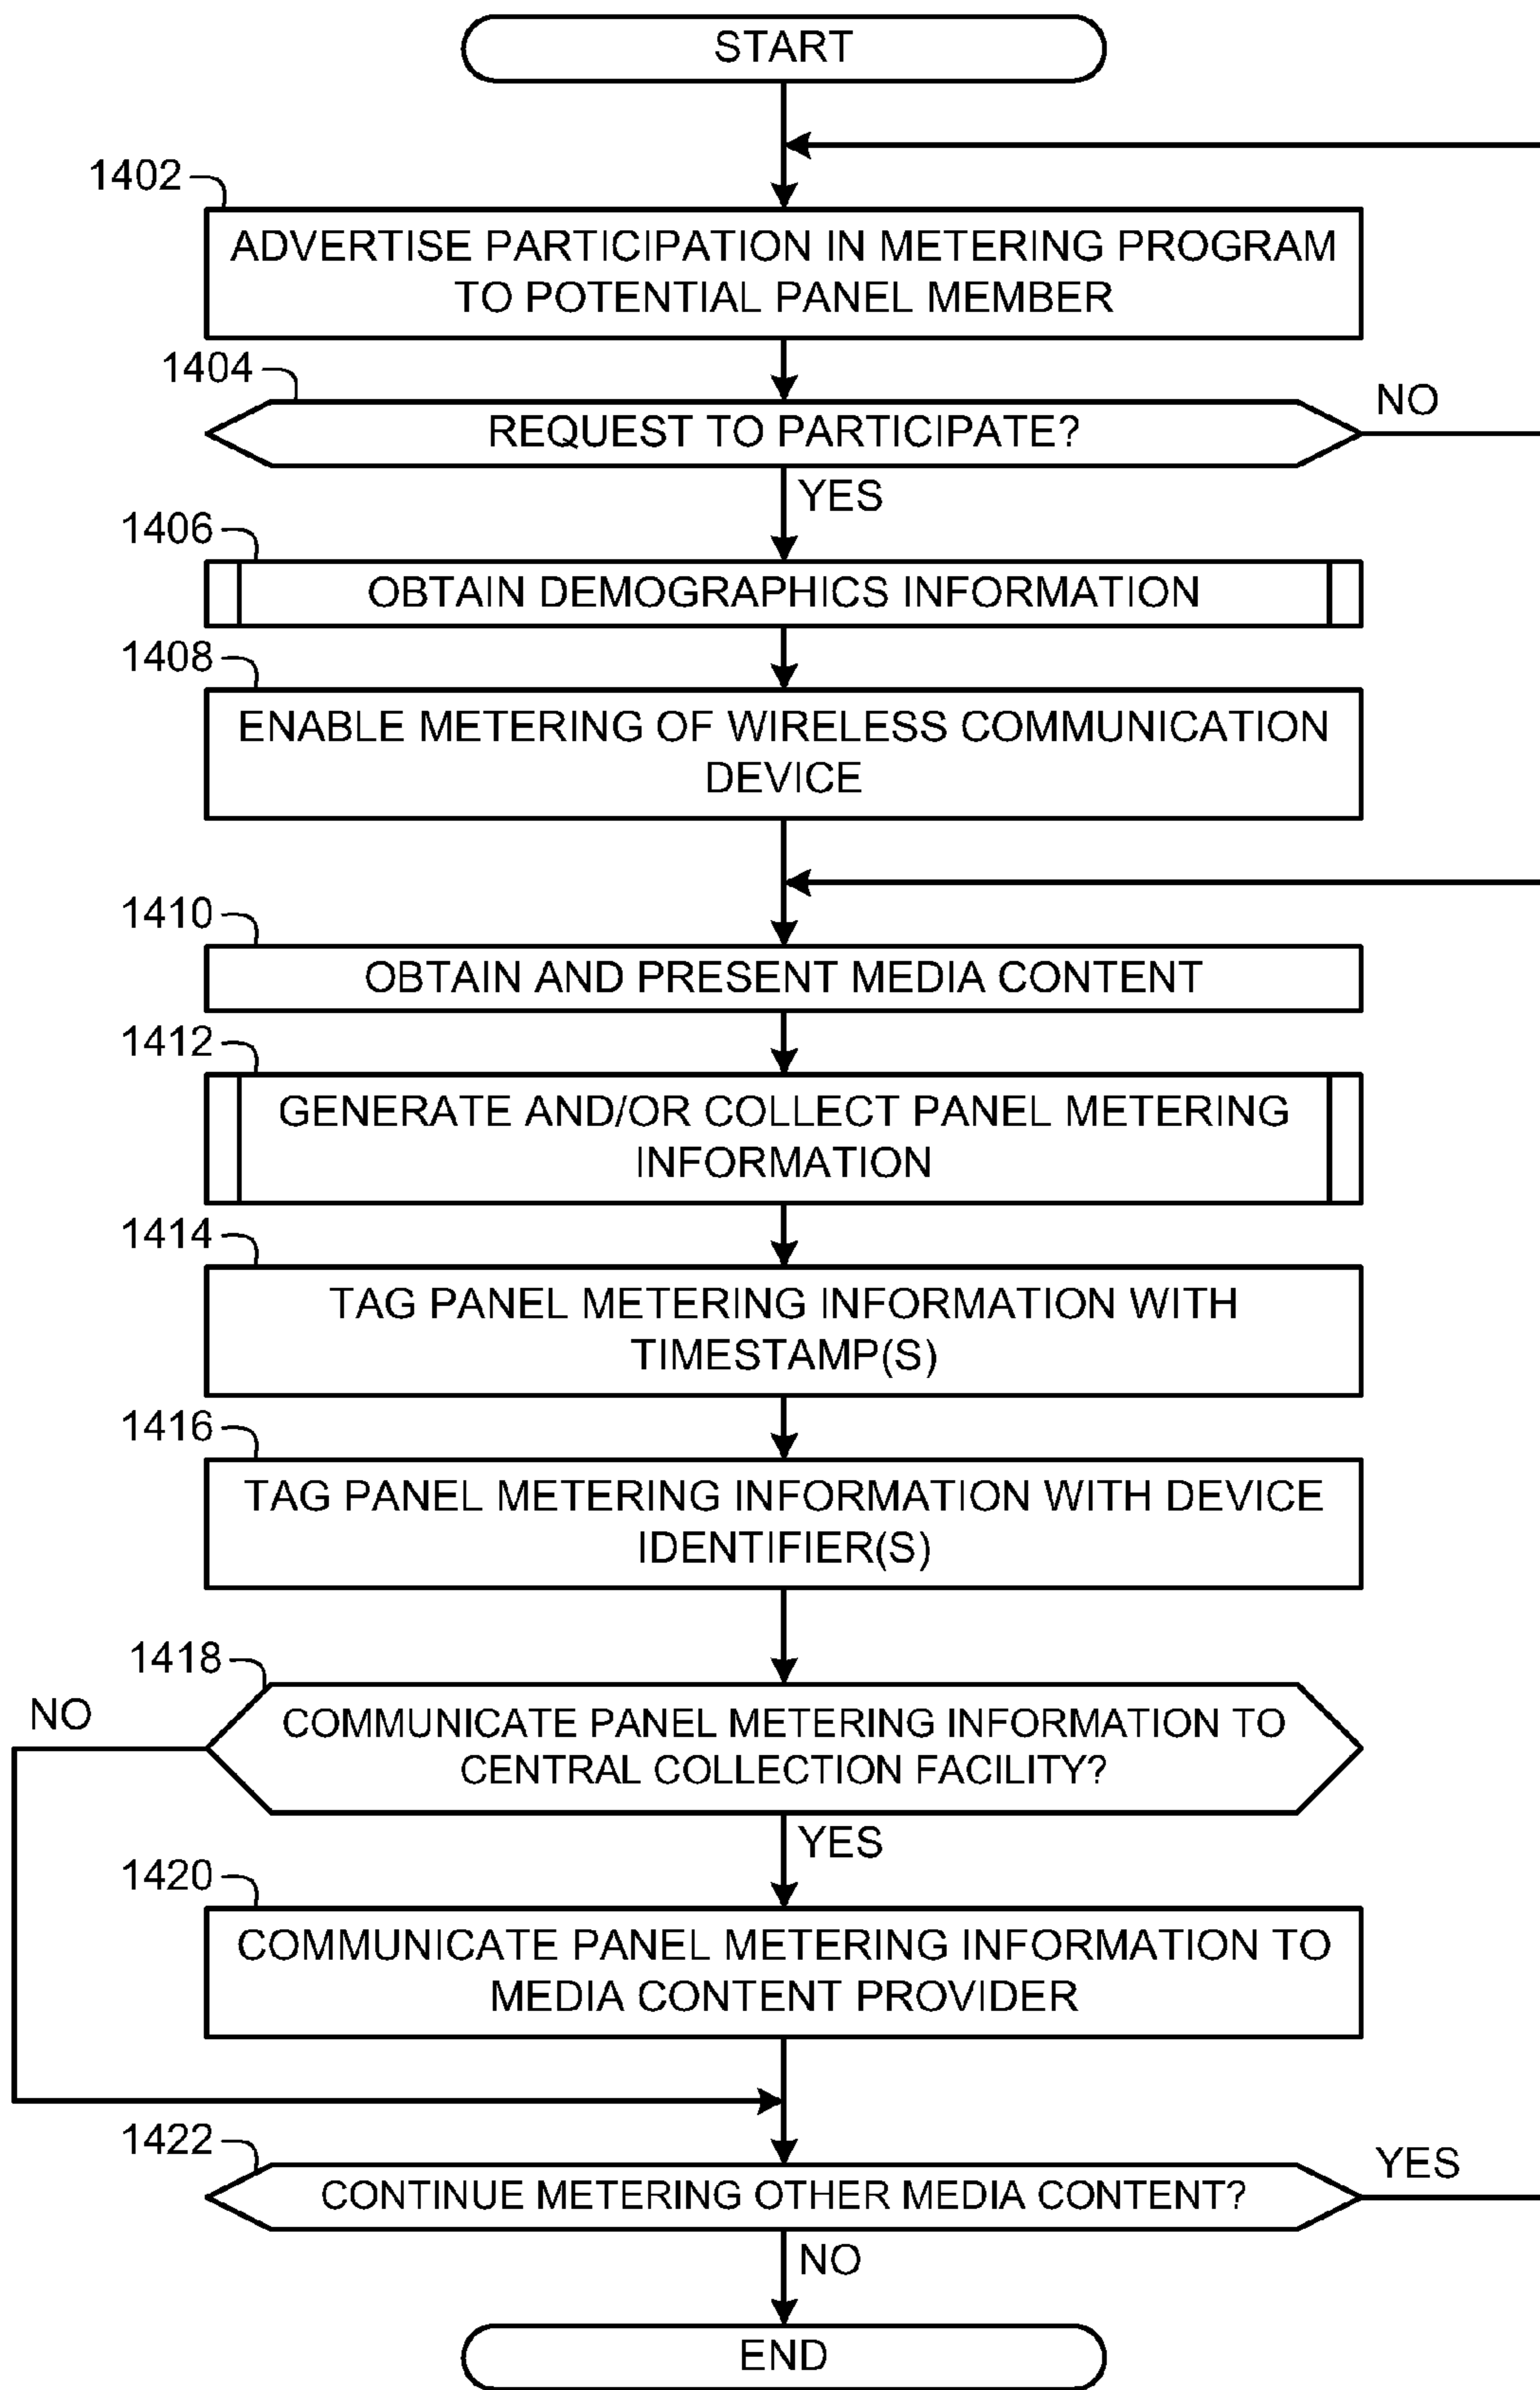 START
1402
ADVERTISE PARTICIPATION IN METERING PROGRAM
TO POTENTIAL PANEL MEMBER
1404
REQUEST TO PARTICIPATE?
NO
YES
1406
OBTAIN DEMOGRAPHICS INFORMATION
1408
ENABLE METERING OF WIRELESS COMMUNICATION
DEVICE
1410
OBTAIN AND PRESENT MEDIA CONTENT
1412
GENERATE AND/OR COLLECT PANEL METERING
INFORMATION
1414
TAG PANEL METERING INFORMATION WITH
TIMESTAMP(S)
1416
TAG PANEL METERING INFORMATION WITH DEVICE
IDENTIFIER(S)
1418
NO
COMMUNICATE PANEL METERING INFORMATION TO
CENTRAL COLLECTION FACILITY?
YES
1420
COMMUNICATE PANEL METERING INFORMATION TO
MEDIA CONTENT PROVIDER
1422
CONTINUE METERING OTHER MEDIA CONTENT?
YES
NO
END